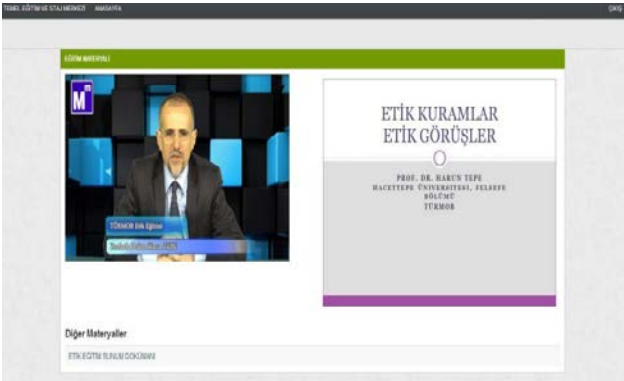 TEMEL EĞİTİM VE STAJ MERKEZİ ANASAYFA ÇIKIŞ
EĞİTİM MATERYALİ
M
TÜRMOB Etik Eğitimi
ETİK KURAMLAR
ETİK GÖRÜŞLER
PROF. DR. HARUN TEPE
HACETTEPE ÜNİVERSİTESİ, FELSEFE
BÖLÜMÜ
TÜRMOB
Diğer Materyaller
ETİK EĞİTİM SUNUM DOKÜMANI